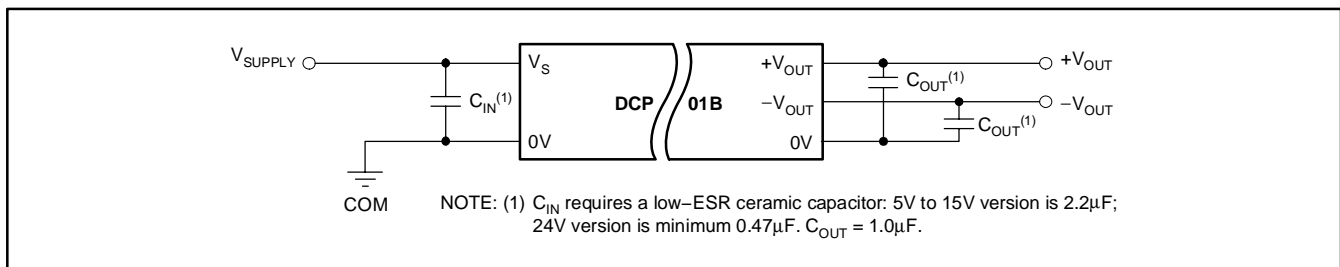 V_SUPPLY V_S +V_OUT +V_OUT
C_IN(1) DCP 01B C_OUT(1)
−V_OUT −V_OUT
C_OUT(1)
0V 0V
COM
NOTE: (1) C_IN requires a low−ESR ceramic capacitor: 5V to 15V version is 2.2μF;
24V version is minimum 0.47μF. C_OUT = 1.0μF.